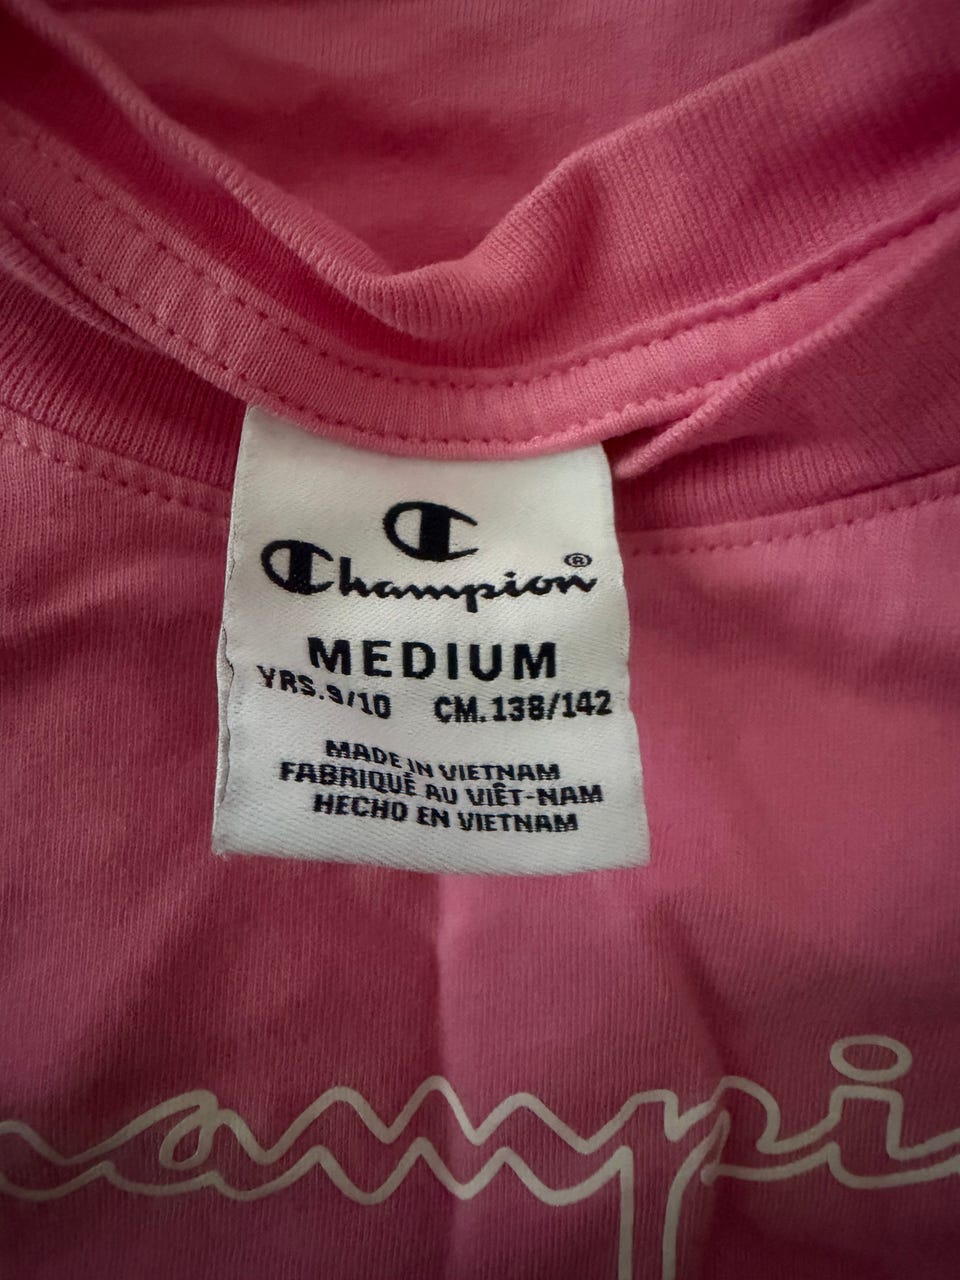 Champion®
MEDIUM
YRS.9/10 CM.138/142
MADE IN VIETNAM
FABRIQUÉ AU VIÊT-NAM
HECHO EN VIETNAM
ampi